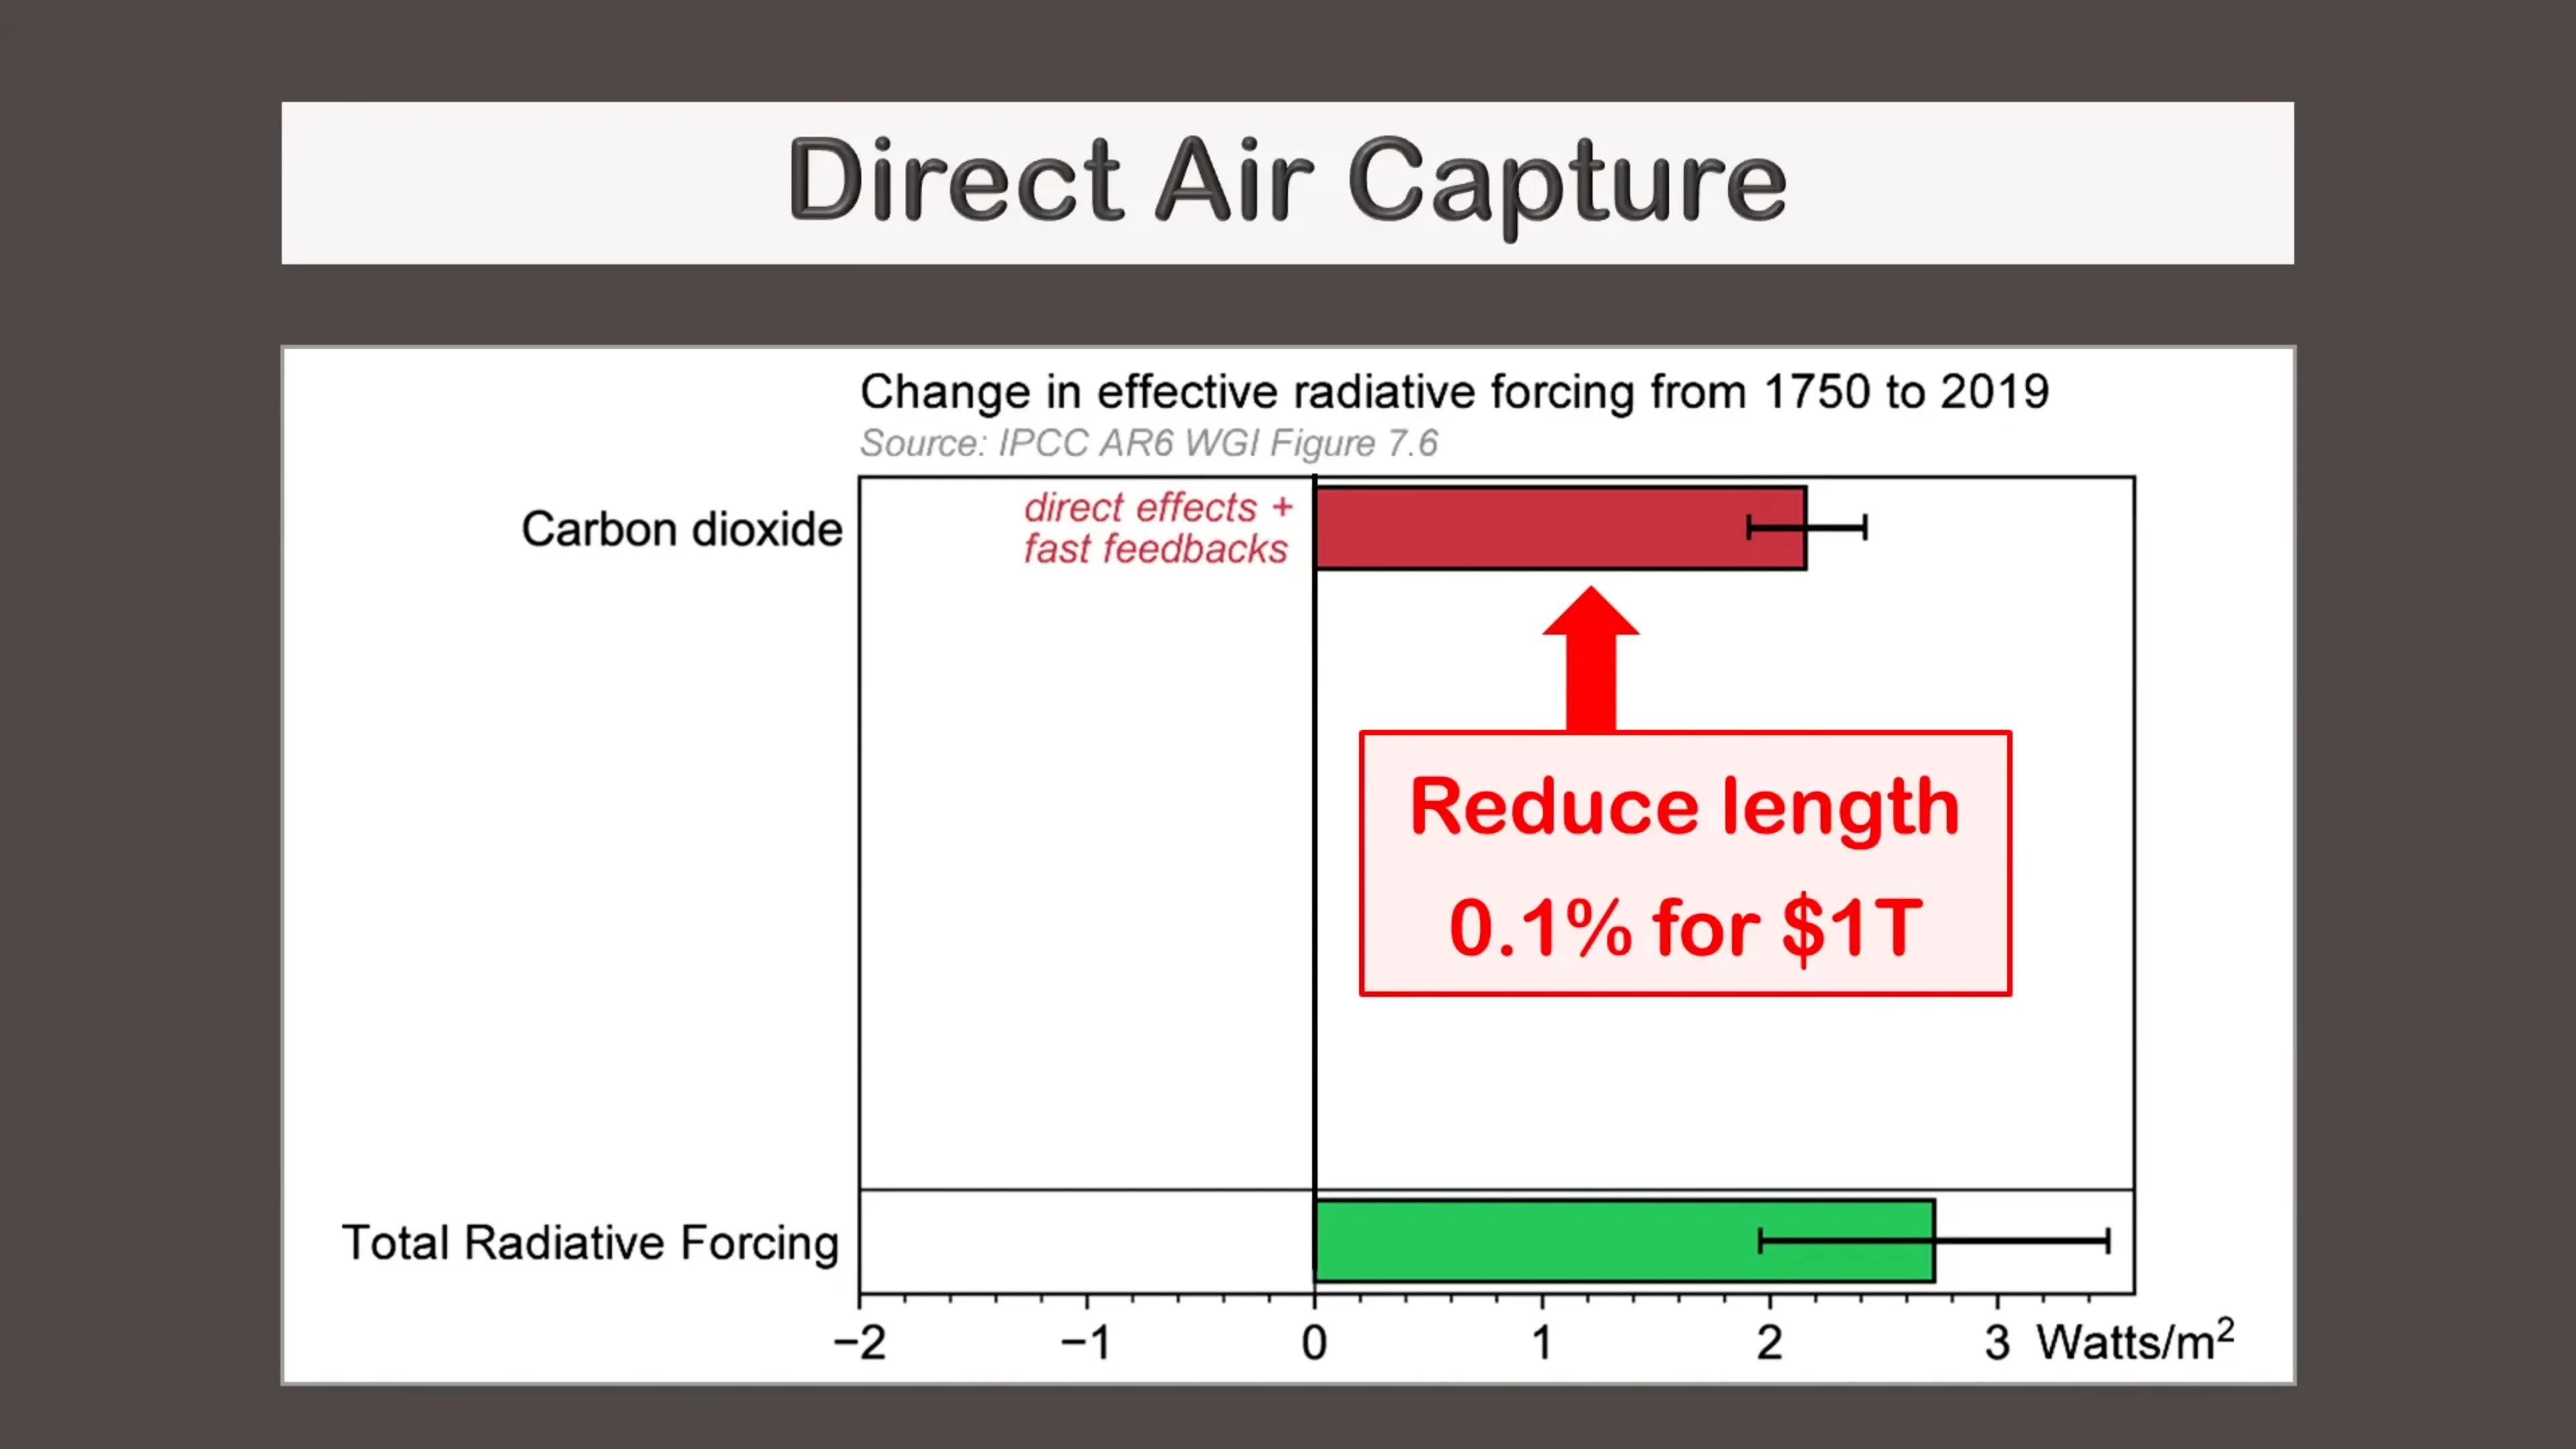 Direct Air Capture
Change in effective radiative forcing from 1750 to 2019
Source: IPCC AR6 WGI Figure 7.6
Carbon dioxide
direct effects +
fast feedbacks
Reduce length
0.1% for $1T
Total Radiative Forcing
−2 −1 0 1 2 3 Watts/m²